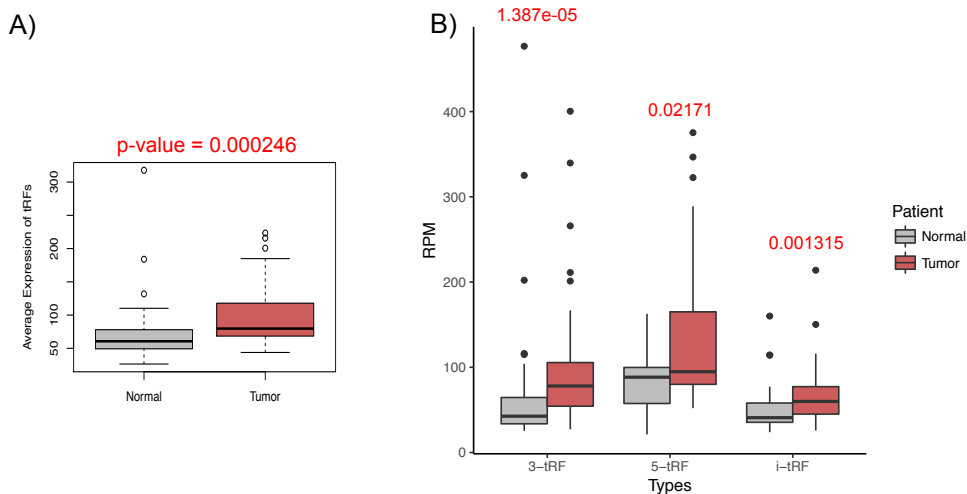 A)
p-value = 0.000246
Average Expression of tRFs
300
200
100
50
Normal
Tumor
B)
1.387e-05
0.02171
0.001315
RPM
400
300
200
100
0
3-tRF
5-tRF
i-tRF
Types
Patient
Normal
Tumor